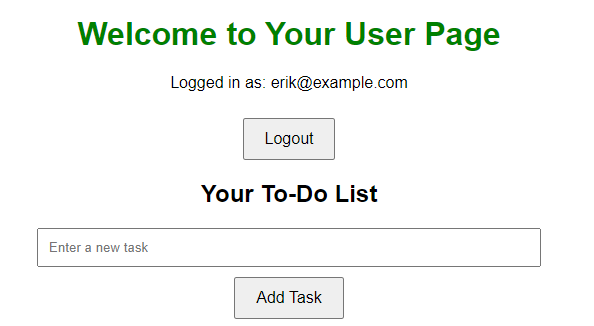 Welcome to Your User Page
Logged in as: erik@example.com
Logout
Your To-Do List
Enter a new task
Add Task